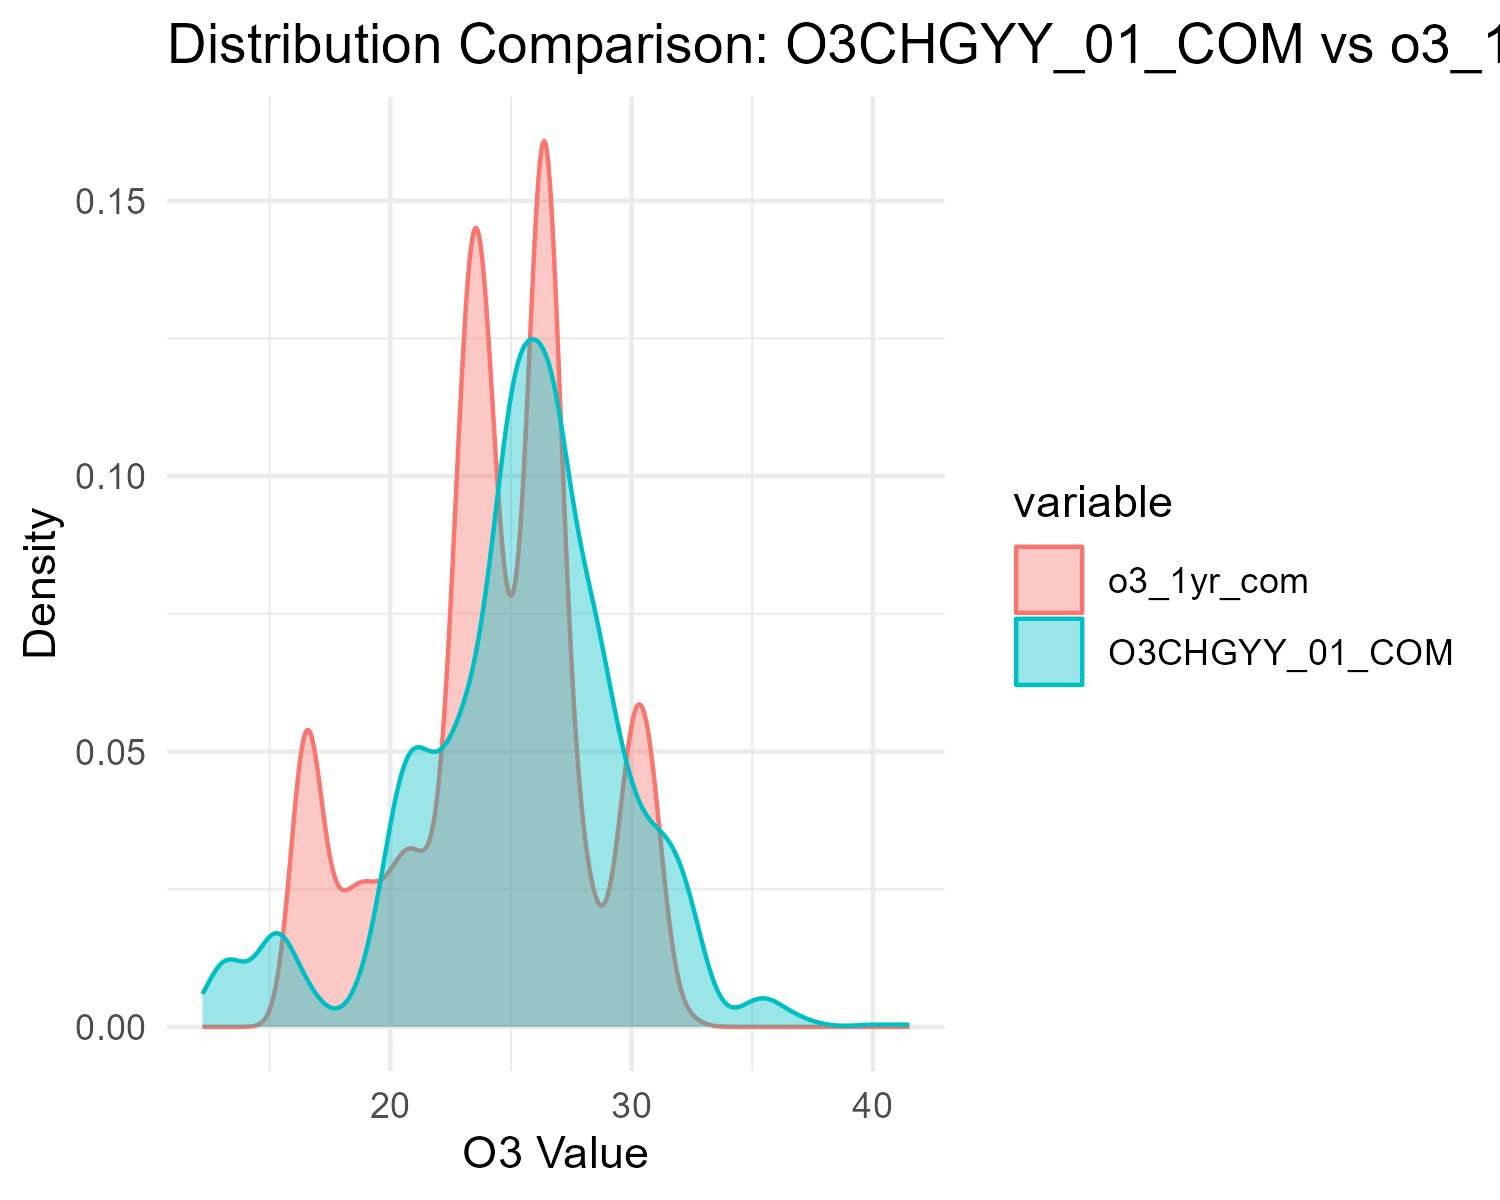 Distribution Comparison: O3CHGYY_01_COM vs o3_1
0.15
0.10
0.05
0.00
Density
20 30 40
O3 Value
variable
o3_1yr_com
O3CHGYY_01_COM